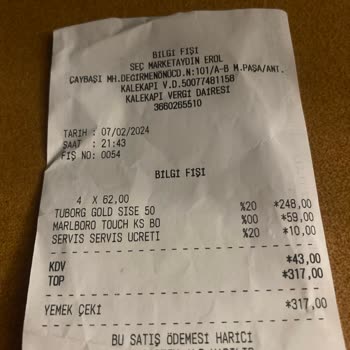 BILGI FIŞI
SEÇ MARKETAYDIN EROL
ÇAYBAŞI MH.DEGIRMENONÜCD.N:101/A-B M.PAŞA/ANT.
KALEKAPI V.D.50077481158
KALEKAPI VERGI DAIRESI
3660265510
TARIH : 07/02/2024
SAAT : 21:43
FIŞ NO: 0054
BILGI FIŞI
4 X 62,00
TUBORG GOLD SISE 50 %20 *248,00
MARLBORO TOUCH KS BO %00 *59,00
SERVIS SERVIS UCRETI %20 *10,00
KDV *43,00
TOP *317,00
YEMEK ÇEKİ *317,00
BU SATIŞ ÖDEMESI HARICI